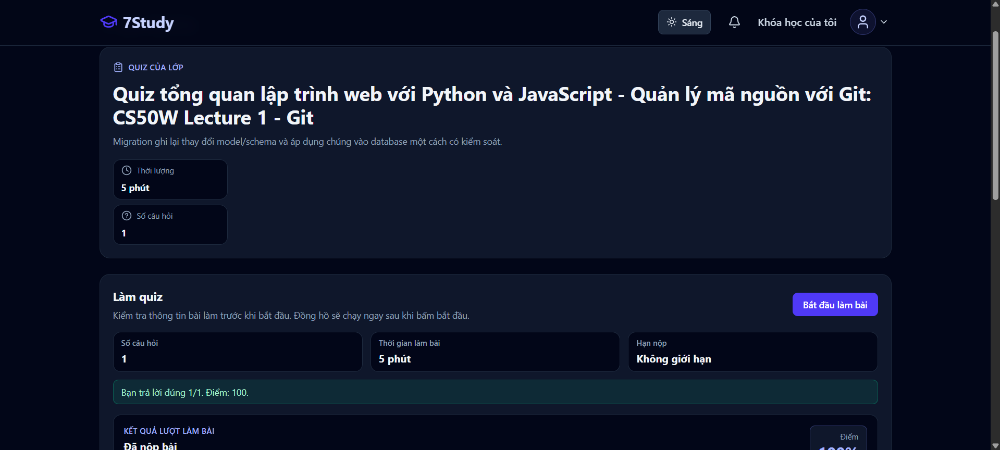 7Study
Sáng
Khóa học của tôi
QUIZ CỦA LỚP
Quiz tổng quan lập trình web với Python và JavaScript - Quản lý mã nguồn với Git:
CS50W Lecture 1 - Git
Migration ghi lại thay đổi model/schema và áp dụng chúng vào database một cách có kiểm soát.
Thời lượng
5 phút
Số câu hỏi
1
Làm quiz
Kiểm tra thông tin bài làm trước khi bắt đầu. Đồng hồ sẽ chạy ngay sau khi bấm bắt đầu.
Bắt đầu làm bài
Số câu hỏi
1
Thời gian làm bài
5 phút
Hạn nộp
Không giới hạn
Bạn trả lời đúng 1/1. Điểm: 100.
KẾT QUẢ LƯỢT LÀM BÀI
Đã nộp bài
Điểm
100%